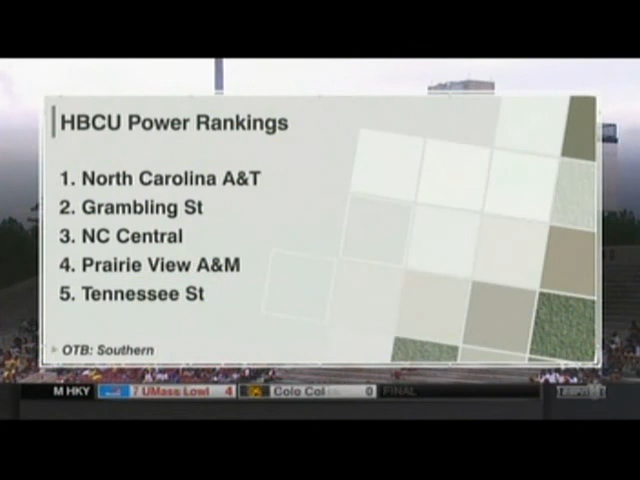 HBCU Power Rankings
1. North Carolina A&T
2. Grambling St
3. NC Central
4. Prairie View A&M
5. Tennessee St
OTB: Southern
M HKY 7 UMass Lowl 4 Colo Col 0 FINAL